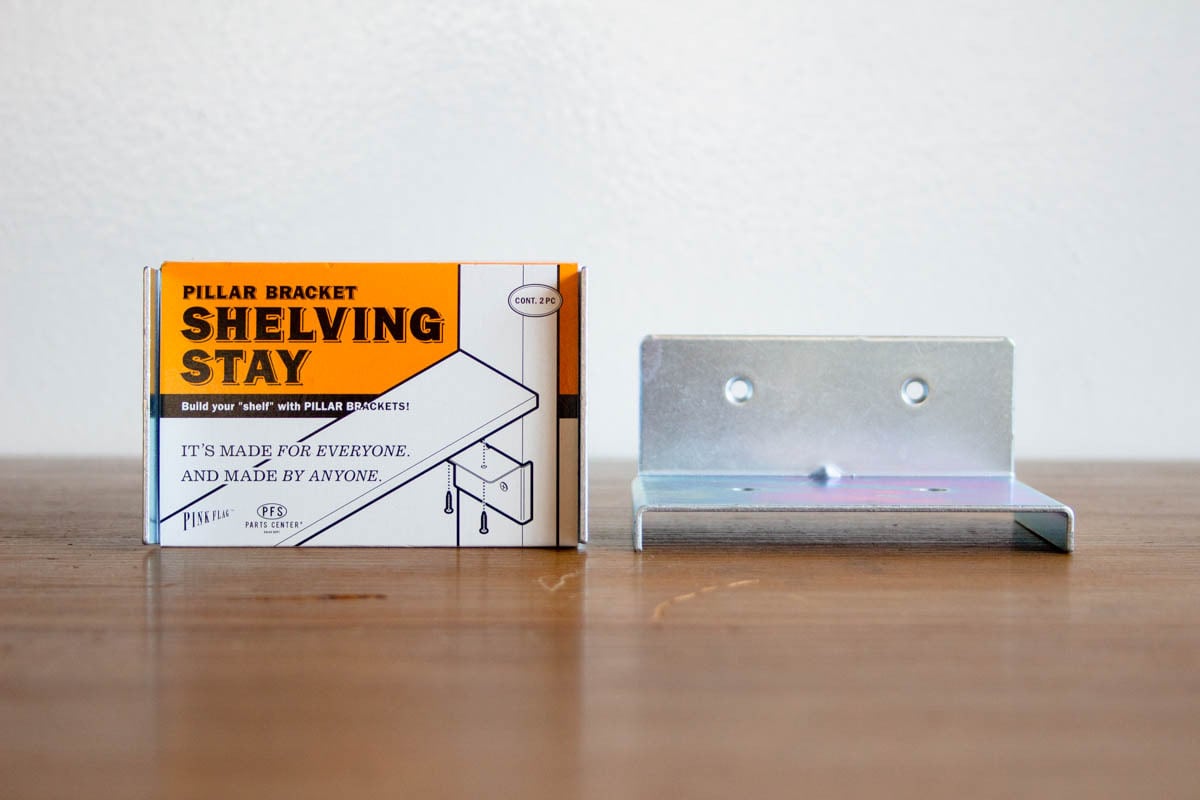 PILLAR BRACKET
SHELVING
STAY
CONT. 2 PC
Build your "shelf" with PILLAR BRACKETS!
IT'S MADE FOR EVERYONE.
AND MADE BY ANYONE.
PINK FLAG™
PFS
PARTS CENTER